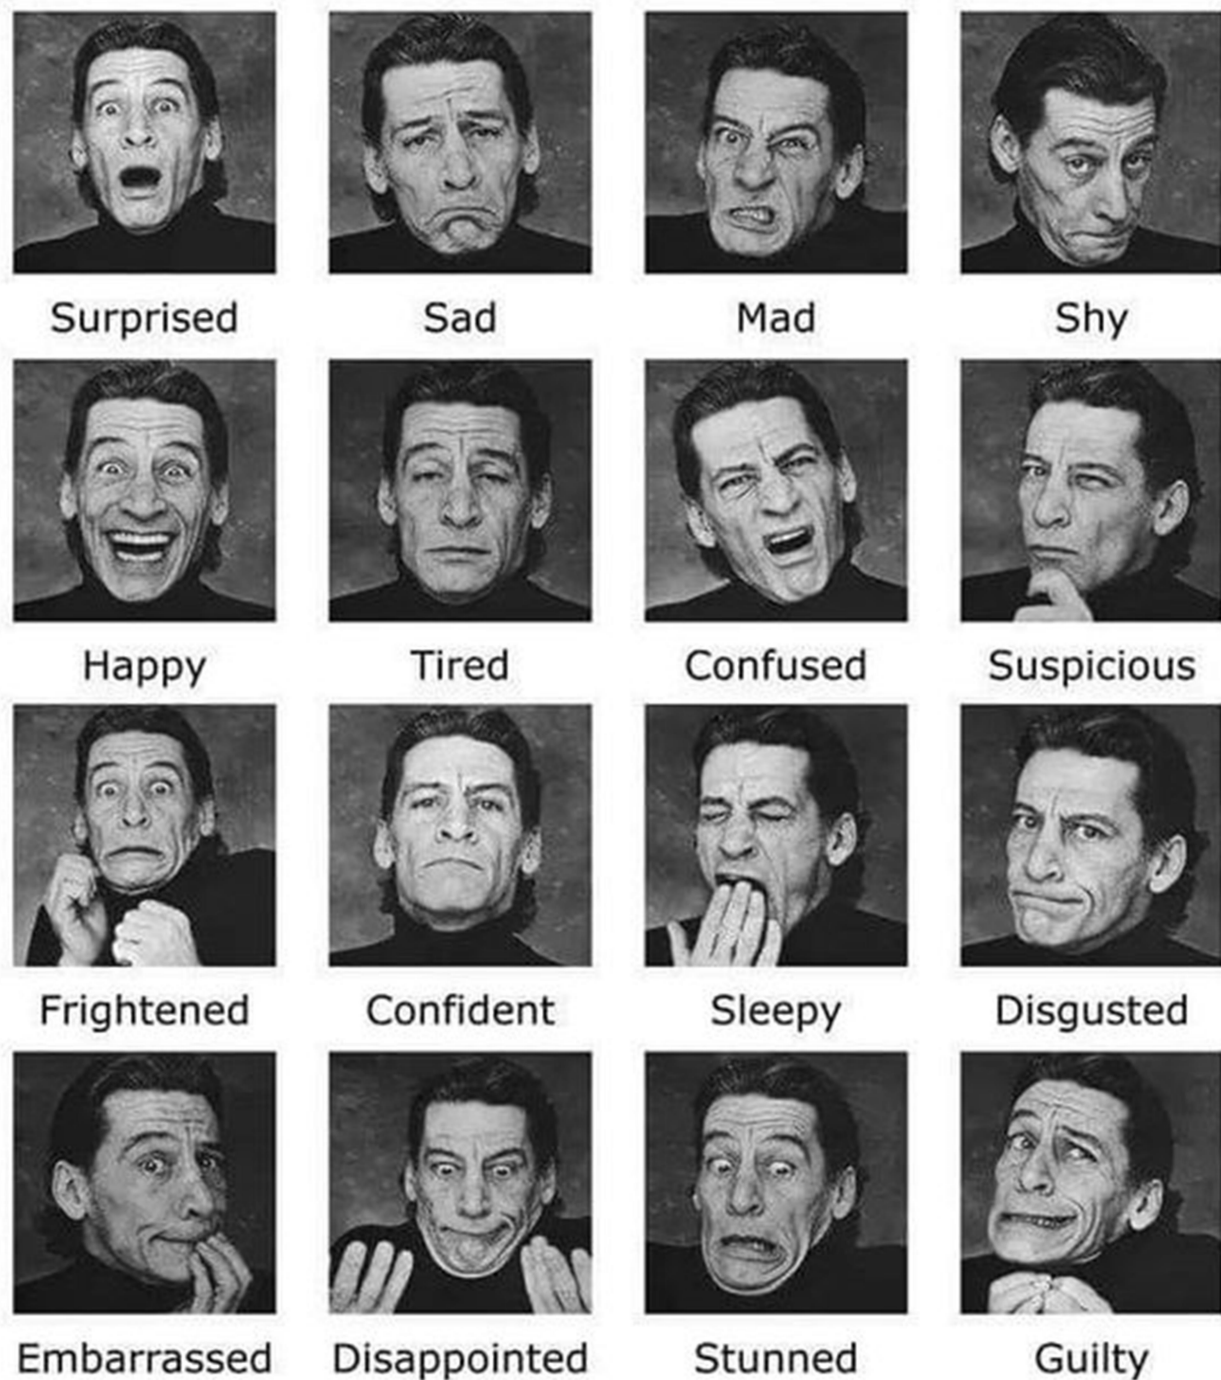 Surprised Sad Mad Shy
Happy Tired Confused Suspicious
Frightened Confident Sleepy Disgusted
Embarrassed Disappointed Stunned Guilty